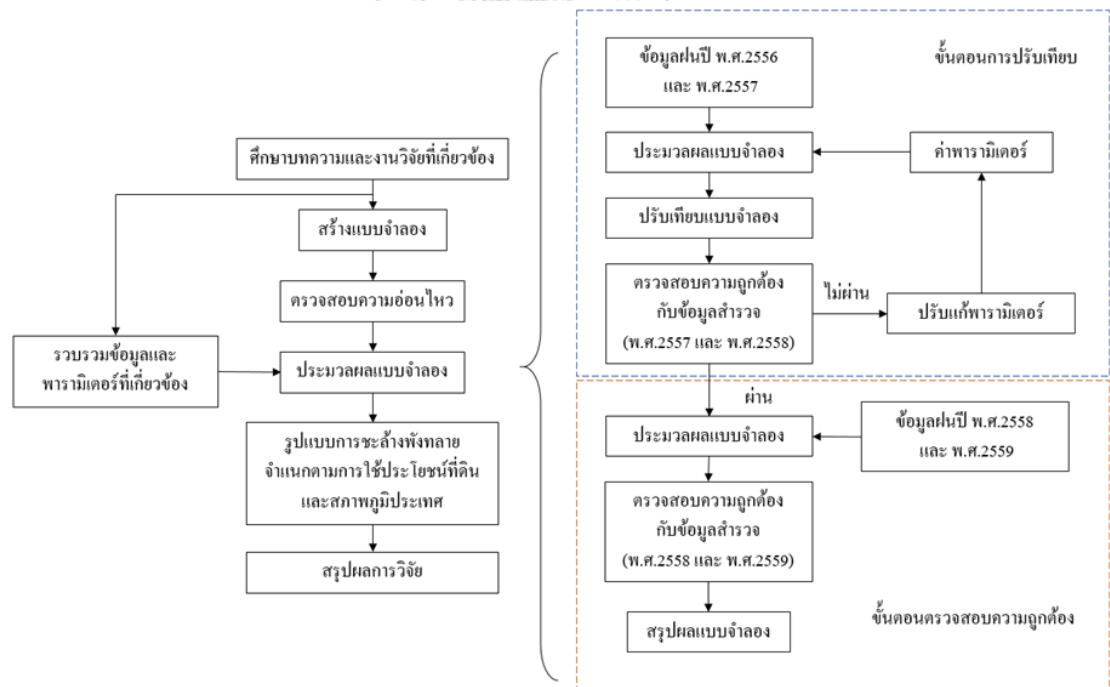 ศึกษาบทความและงานวิจัยที่เกี่ยวข้อง
สร้างแบบจำลอง
ตรวจสอบความอ่อนไหว
รวบรวมข้อมูลและ
พารามิเตอร์ที่เกี่ยวข้อง
ประมวลผลแบบจำลอง
รูปแบบการชะล้างพังทลาย
จำแนกตามการใช้ประโยชน์ที่ดิน
และสภาพภูมิประเทศ
สรุปผลการวิจัย
ขั้นตอนการปรับเทียบ
ข้อมูลฝนปี พ.ศ.2556
และ พ.ศ.2557
ประมวลผลแบบจำลอง
ค่าพารามิเตอร์
ปรับเทียบแบบจำลอง
ตรวจสอบความถูกต้อง
กับข้อมูลสำรวจ
(พ.ศ.2557 และ พ.ศ.2558)
ไม่ผ่าน
ปรับแก้พารามิเตอร์
ผ่าน
ประมวลผลแบบจำลอง
ข้อมูลฝนปี พ.ศ.2558
และ พ.ศ.2559
ตรวจสอบความถูกต้อง
กับข้อมูลสำรวจ
(พ.ศ.2558 และ พ.ศ.2559)
สรุปผลแบบจำลอง
ขั้นตอนตรวจสอบความถูกต้อง